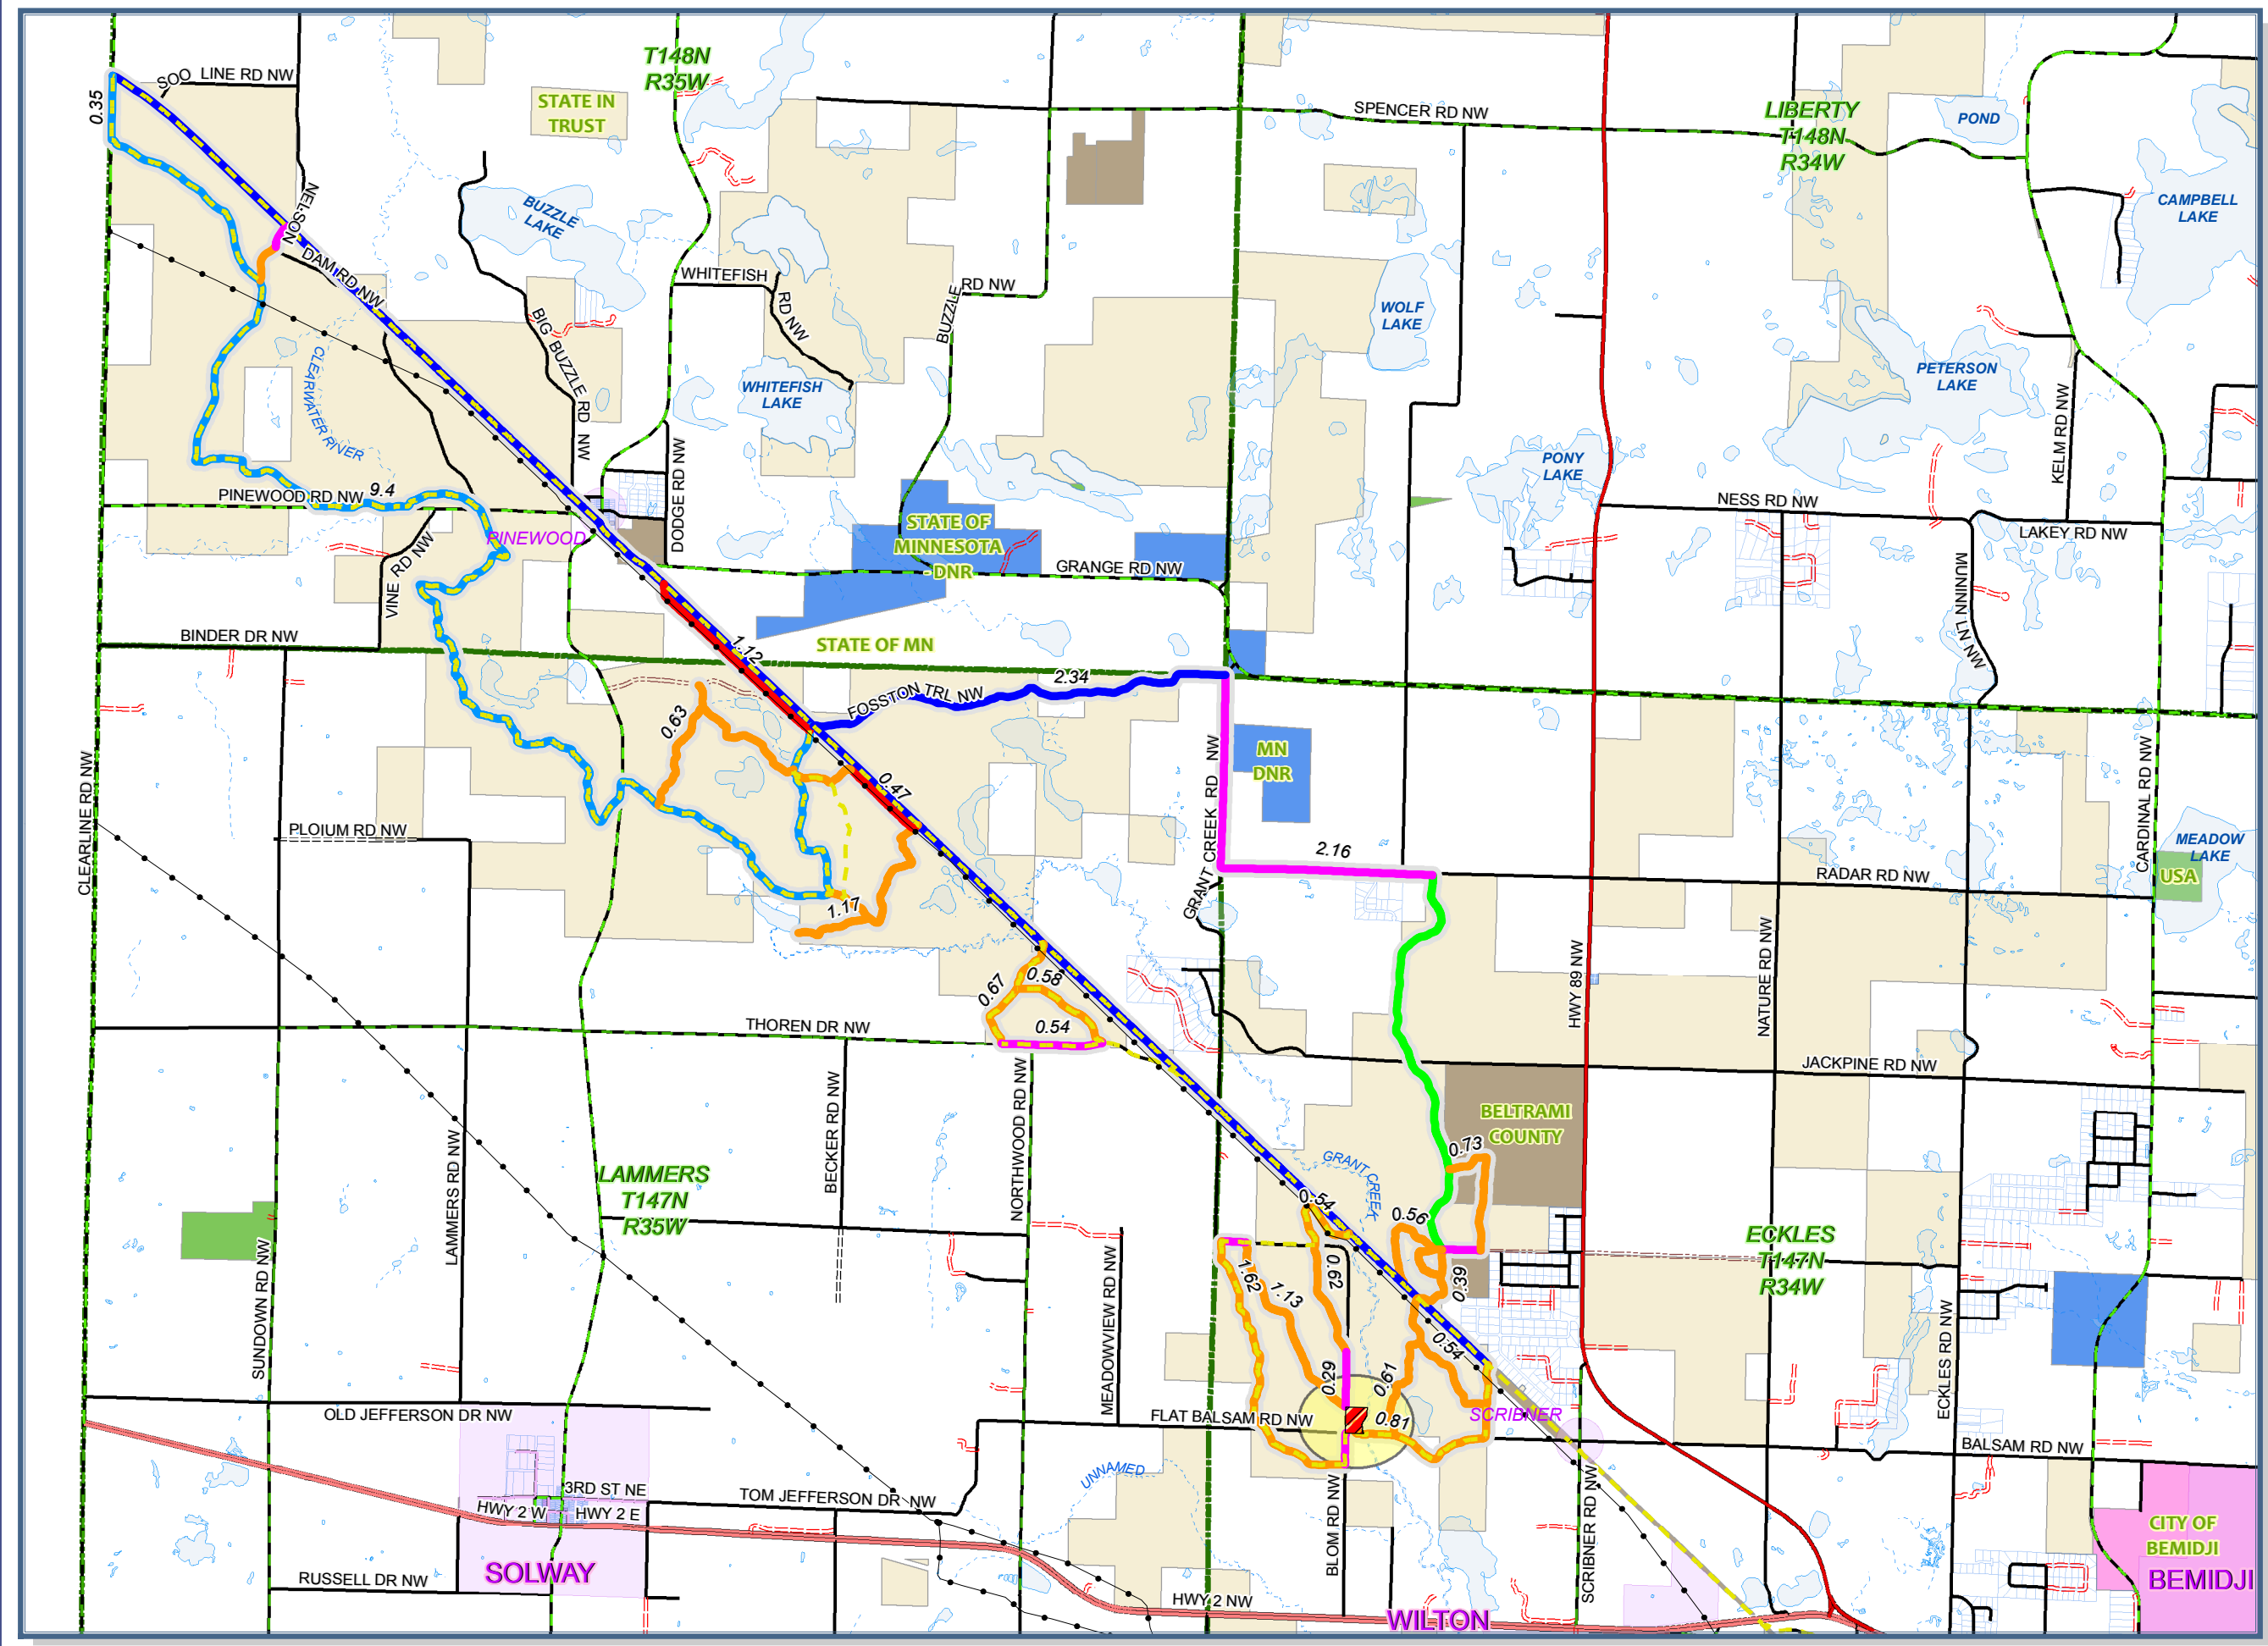 T148N
R35W
SOO LINE RD NW
0.35
STATE IN
TRUST
SPENCER RD NW
LIBERTY
T148N
R34W
POND
CAMPBELL
LAKE
NELSON
DAM RD NW
BUZZLE
LAKE
WHITEFISH
RD NW
BUZZLE
RD NW
WOLF
LAKE
BIG BUZZLE RD NW
CLEARWATER RIVER
WHITEFISH
LAKE
PETERSON
LAKE
KELM RD NW
DODGE RD NW
PONY
LAKE
PINEWOOD RD NW
9.4
NESS RD NW
LAKEY RD NW
PINEWOOD
STATE OF
MINNESOTA
- DNR
GRANGE RD NW
VINE RD NW
MUNINN LN NW
BINDER DR NW
1.12
STATE OF MN
2.34
FOSSTON TRL NW
0.63
MN
DNR
GRANT CREEK RD NW
0.47
CLEARLINE RD NW
PLOIUM RD NW
2.16
RADAR RD NW
CARDINAL RD NW
MEADOW
LAKE
USA
1.17
0.67
0.58
0.54
THOREN DR NW
HWY 89 NW
NATURE RD NW
JACKPINE RD NW
BECKER RD NW
NORTHWOOD RD NW
LAMMERS RD NW
BELTRAMI
COUNTY
0.73
GRANT CREEK
LAMMERS
T147N
R35W
0.54
0.56
ECKLES
T147N
R34W
SUNDOWN RD NW
MEADOWVIEW RD NW
1.62
1.13
0.62
0.39
0.54
0.29
0.61
0.81
ECKLES RD NW
OLD JEFFERSON DR NW
FLAT BALSAM RD NW
SCRIBNER
BALSAM RD NW
UNNAMED
3RD ST NE
HWY 2 W
HWY 2 E
TOM JEFFERSON DR NW
BLOM RD NW
SCRIBNER RD NW
CITY OF
BEMIDJI
BEMIDJI
SOLWAY
RUSSELL DR NW
HWY 2 NW
WILTON